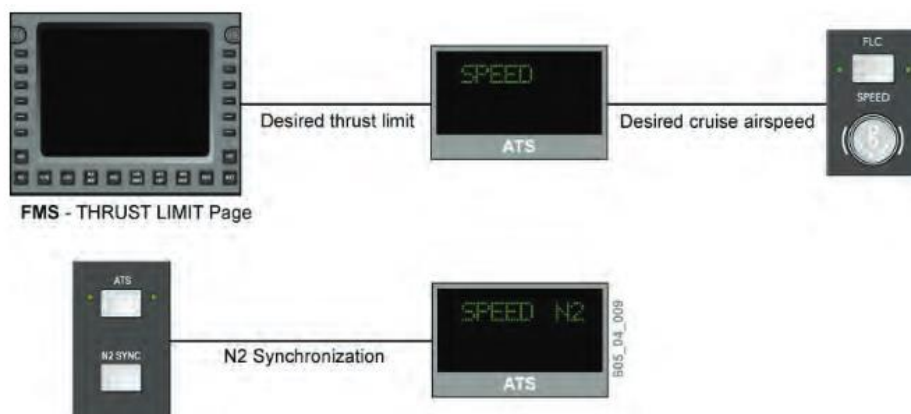 SPEED
ATS
FLC
SPEED
Desired thrust limit
Desired cruise airspeed
FMS - THRUST LIMIT Page
ATS
N2 SYNC
N2 Synchronization
SPEED N2
ATS
B05_04_009